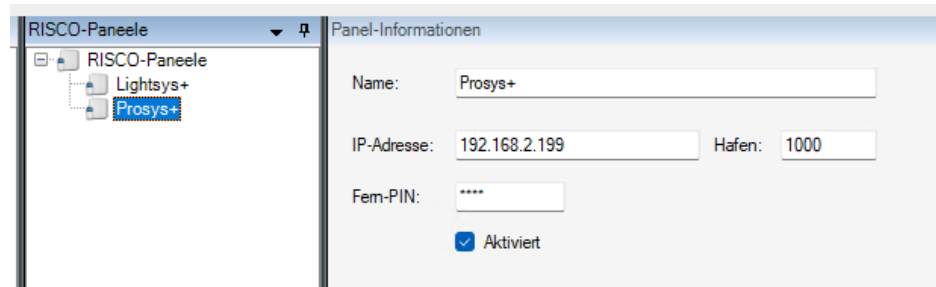 RISCO-Paneele
RISCO-Paneele
Lightsys+
Prosys+
Panel-Informationen
Name: Prosys+
IP-Adresse: 192.168.2.199 Hafen: 1000
Fern-PIN: ****
Aktiviert